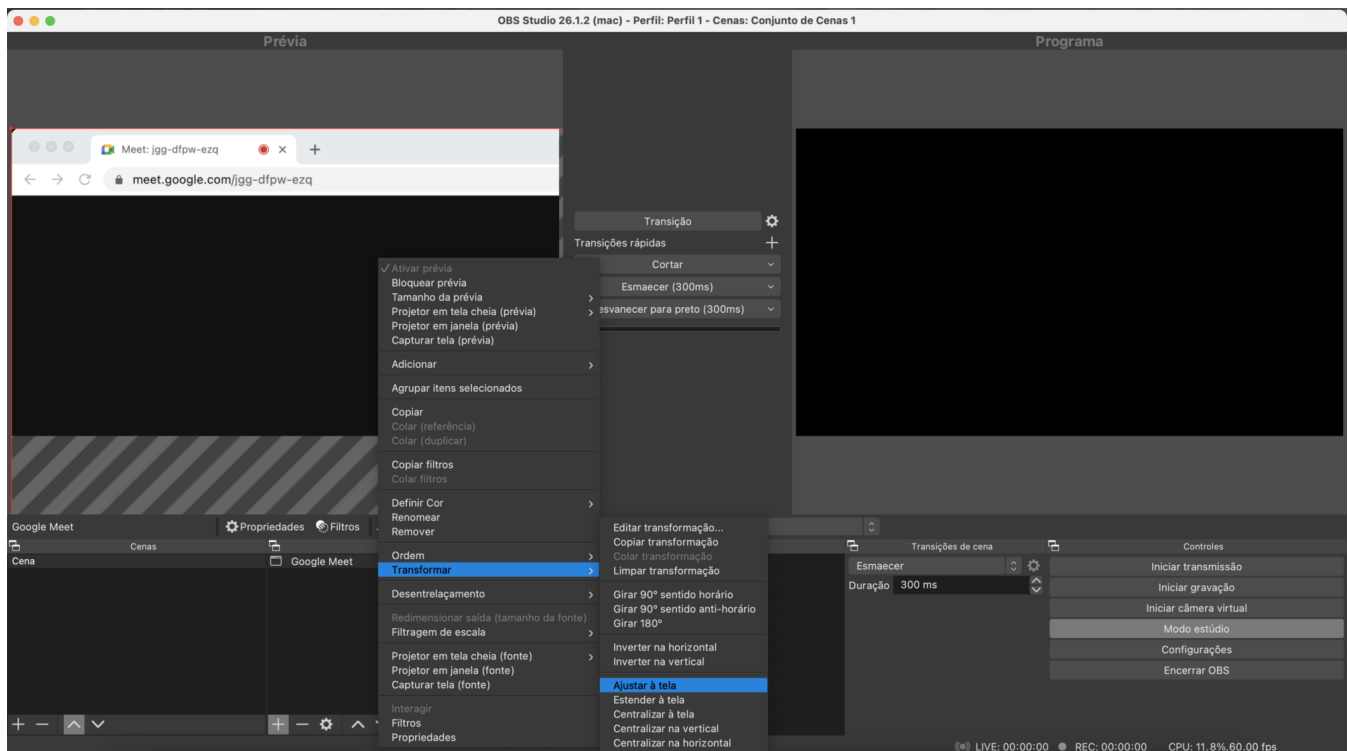 OBS Studio 26.1.2 (mac) - Perfil: Perfil 1 - Cenas: Conjunto de Cenas 1
Prévia
Programa
Meet: jgg-dfpw-ezq
meet.google.com/jgg-dfpw-ezq
Transição
Transições rápidas
Cortar
Esmaecer (300ms)
esvanecer para preto (300ms)
Ativar prévia
Bloquear prévia
Tamanho da prévia
Projetor em tela cheia (prévia)
Projetor em janela (prévia)
Capturar tela (prévia)
Adicionar
Agrupar itens selecionados
Copiar
Colar (referência)
Colar (duplicar)
Copiar filtros
Colar filtros
Definir Cor
Renomear
Remover
Ordem
Transformar
Desentrelaçamento
Redimensionar saída (tamanho da fonte)
Filtragem de escala
Projetor em tela cheia (fonte)
Projetor em janela (fonte)
Capturar tela (fonte)
Interagir
Filtros
Propriedades
Editar transformação...
Copiar transformação
Colar transformação
Limpar transformação
Girar 90° sentido horário
Girar 90° sentido anti-horário
Girar 180°
Inverter na horizontal
Inverter na vertical
Ajustar à tela
Estender à tela
Centralizar à tela
Centralizar na vertical
Centralizar na horizontal
Google Meet
Propriedades
Filtros
Cenas
Cena
Google Meet
Transições de cena
Esmaecer
Duração 300 ms
Controles
Iniciar transmissão
Iniciar gravação
Iniciar câmera virtual
Modo estúdio
Configurações
Encerrar OBS
LIVE: 00:00:00 REC: 00:00:00 CPU: 11.8%,60.00 fps